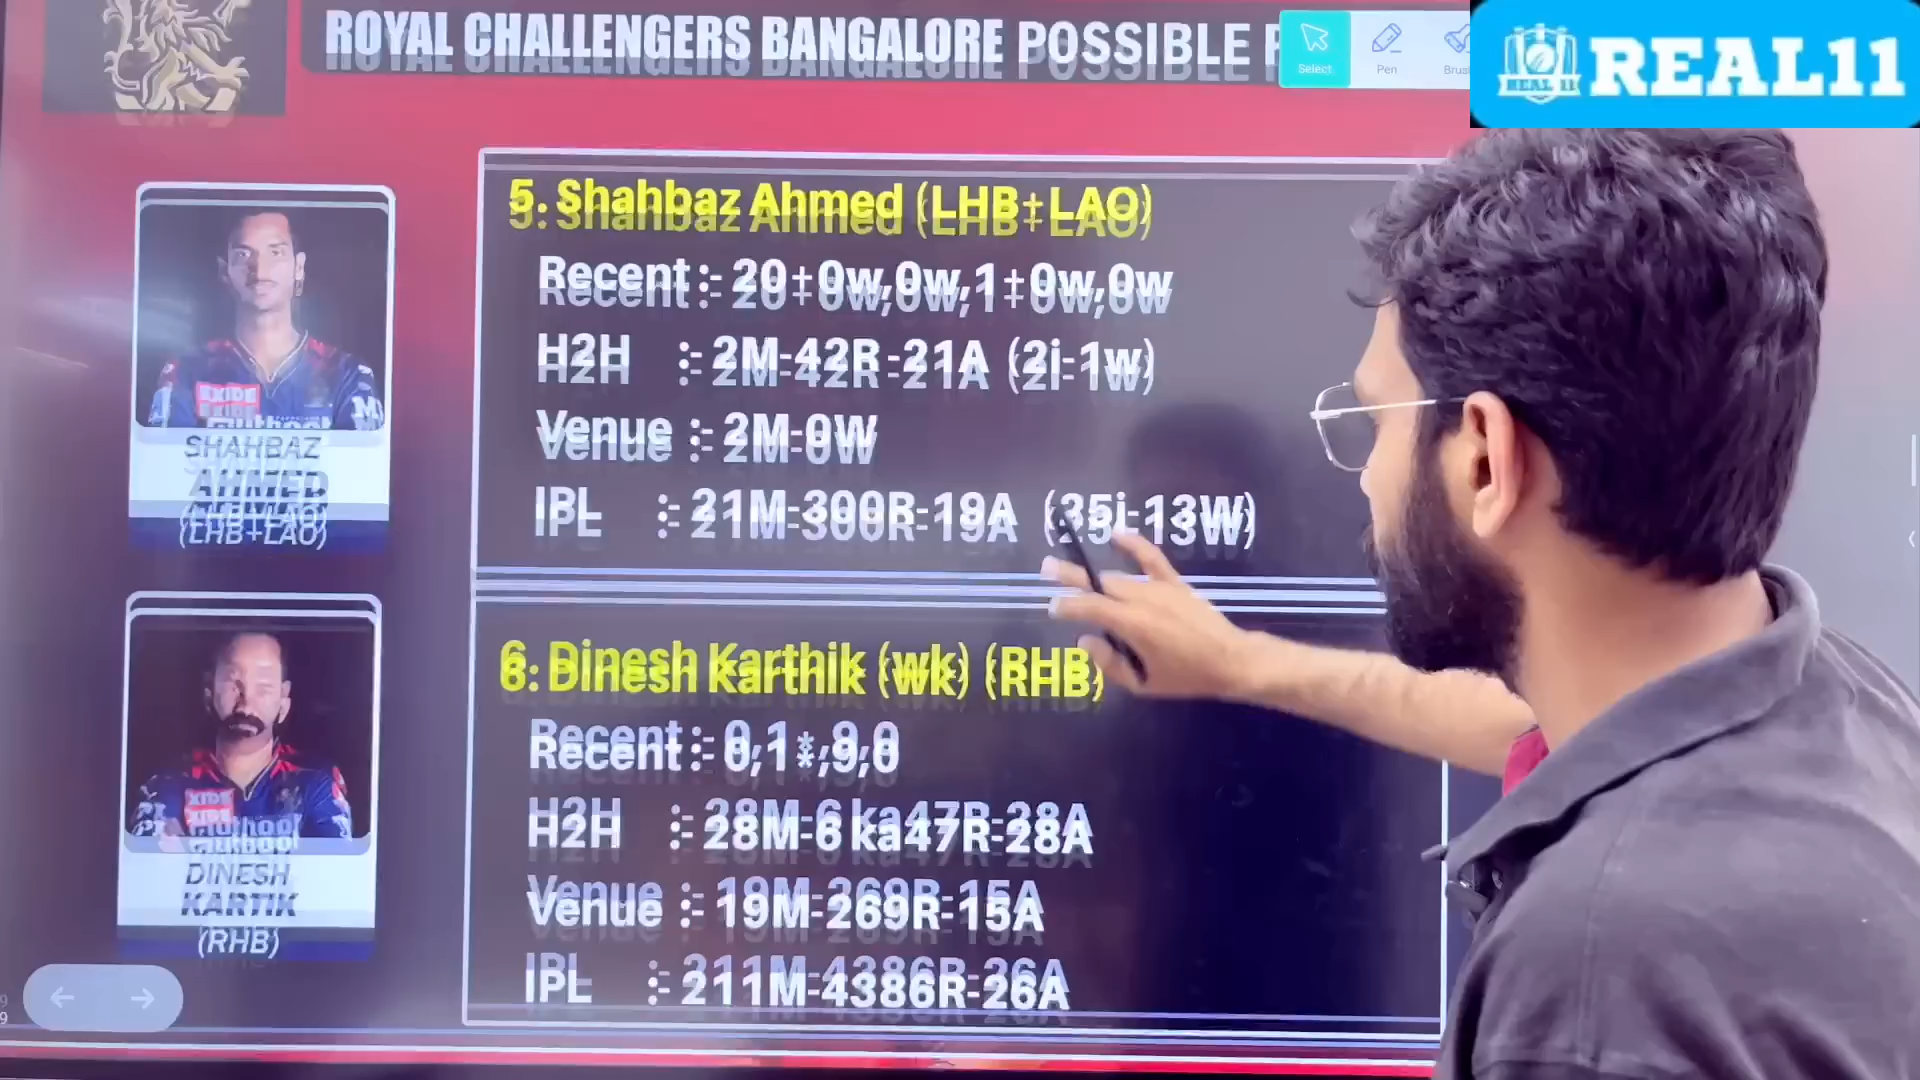 ROYAL CHALLENGERS BANGALORE POSSIBLE
Select
Pen
REAL 11
REAL11
5. Shahbaz Ahmed (LHB+LAO)
Recent :- 20+0w,0w,1+0w,0w
H2H :- 2M-42R-21A (2i-1w)
Venue :- 2M-0W
IPL :- 21M-300R-19A (35i-13W)
SHAHBAZ
AHMED
(LHB+LAO)
6. Dinesh Karthik (wk) (RHB)
Recent :- 0,1*,9,0
H2H :- 28M-6 ka47R-28A
Venue :- 19M-269R-15A
IPL :- 211M-4386R-26A
DINESH
KARTIK
(RHB)